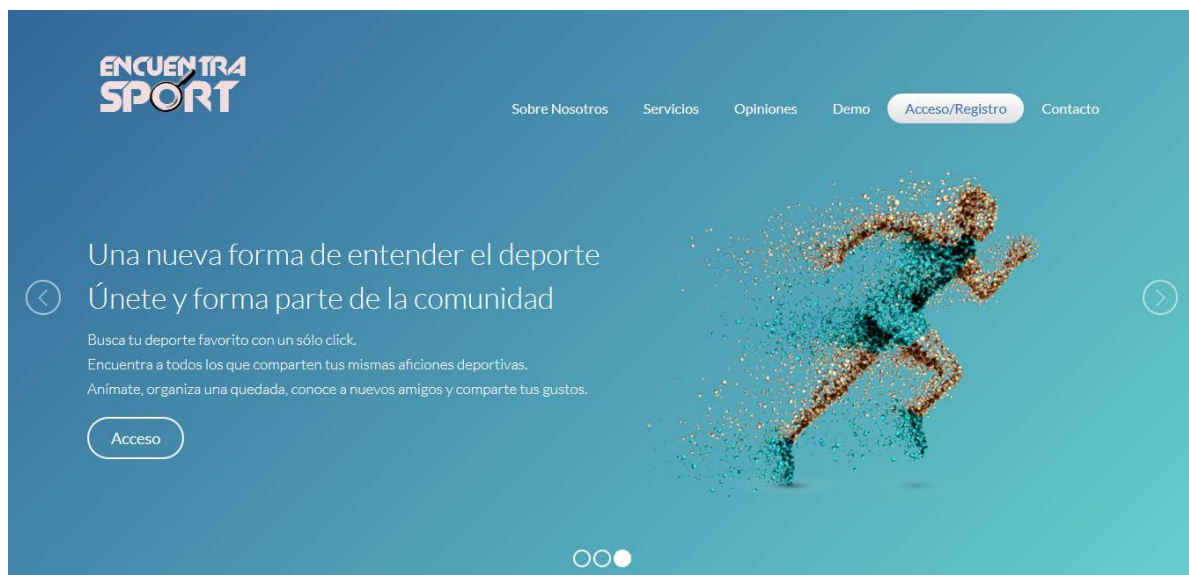 ENCUENTRA
SPORT
Sobre Nosotros Servicios Opiniones Demo Acceso/Registro Contacto
Una nueva forma de entender el deporte
Únete y forma parte de la comunidad
Busca tu deporte favorito con un sólo click.
Encuentra a todos los que comparten tus mismas aficiones deportivas.
Anímate, organiza una quedada, conoce a nuevos amigos y comparte tus gustos.
Acceso